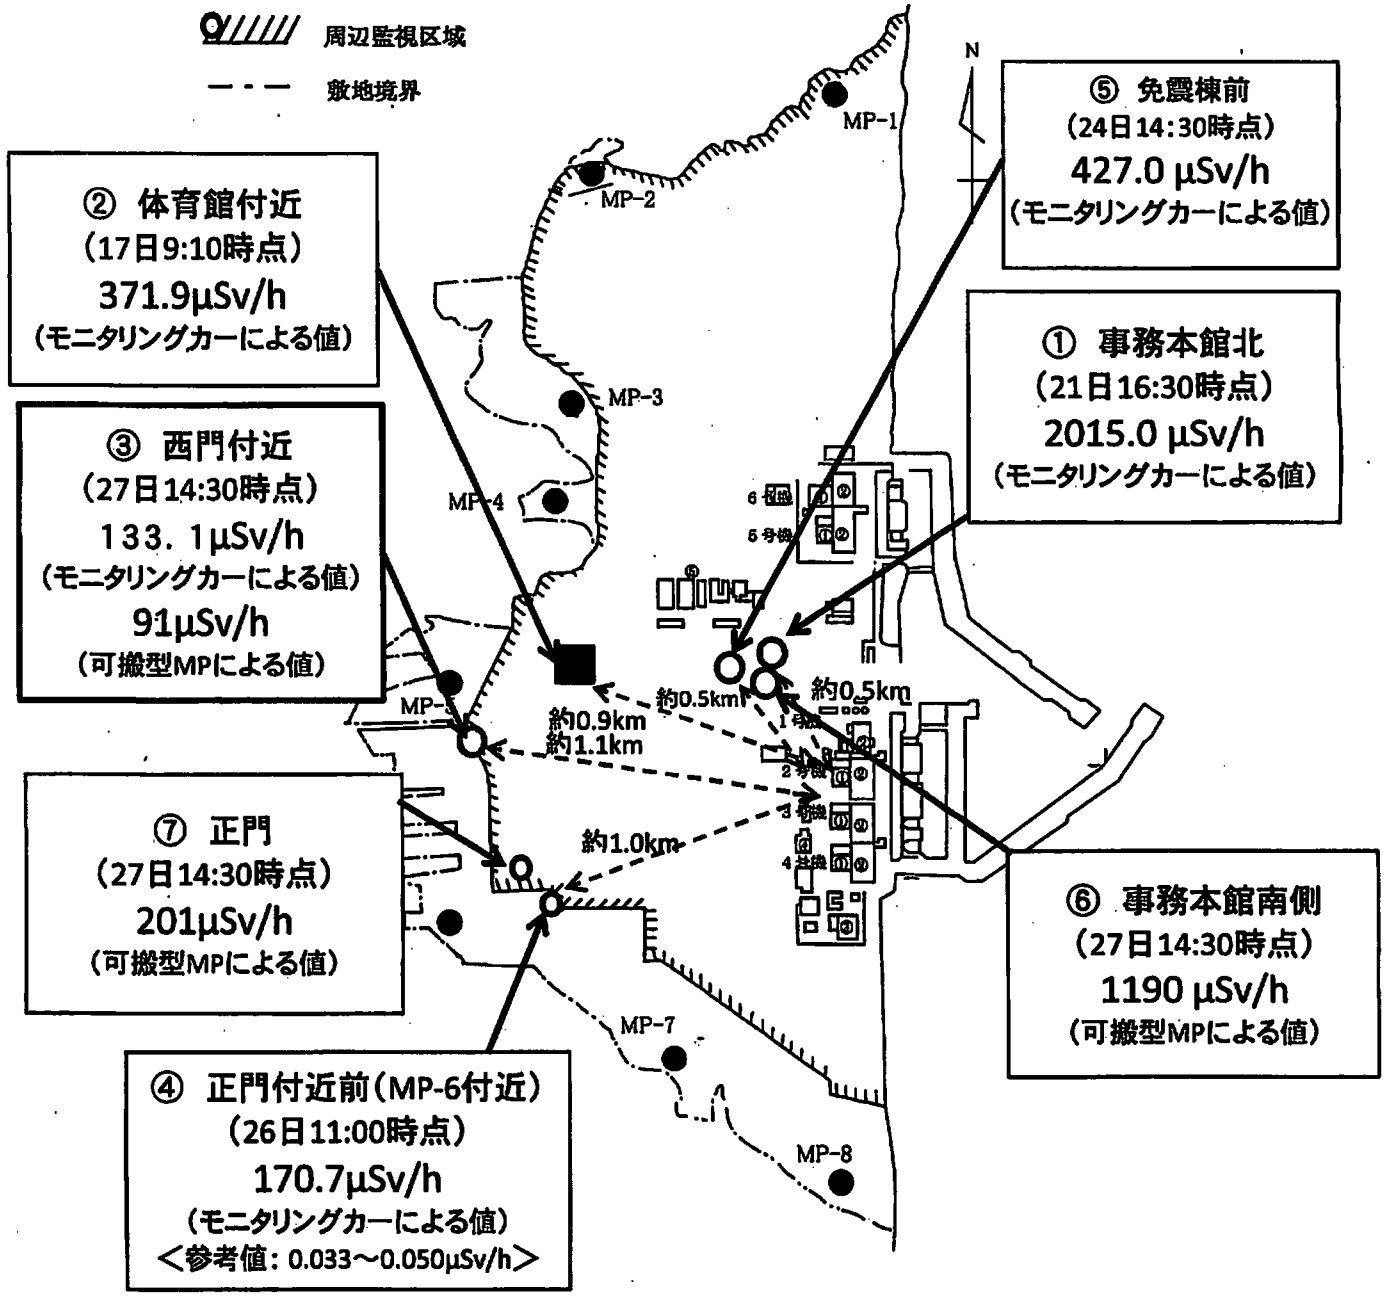 周辺監視区域
敷地境界
N
⑤ 免震棟前
(24日14:30時点)
427.0 μSv/h
(モニタリングカーによる値)
MP-1
② 体育館付近
(17日9:10時点)
371.9μSv/h
(モニタリングカーによる値)
MP-2
① 事務本館北
(21日16:30時点)
2015.0 μSv/h
(モニタリングカーによる値)
MP-3
③ 西門付近
(27日14:30時点)
133. 1μSv/h
(モニタリングカーによる値)
91μSv/h
(可搬型MPによる値)
MP-4
6号機
① ②
5号機
① ②
⑤
MP-5
約0.5km
約0.5km
約0.9km
約1.1km
1号機
②
2号機
① ②
3号機
① ②
約1.0km
4号機
① ②
⑦ 正門
(27日14:30時点)
201μSv/h
(可搬型MPによる値)
⑥ 事務本館南側
(27日14:30時点)
1190 μSv/h
(可搬型MPによる値)
MP-7
④ 正門付近前(MP-6付近)
(26日11:00時点)
170.7μSv/h
(モニタリングカーによる値)
<参考値: 0.033～0.050μSv/h>
MP-8